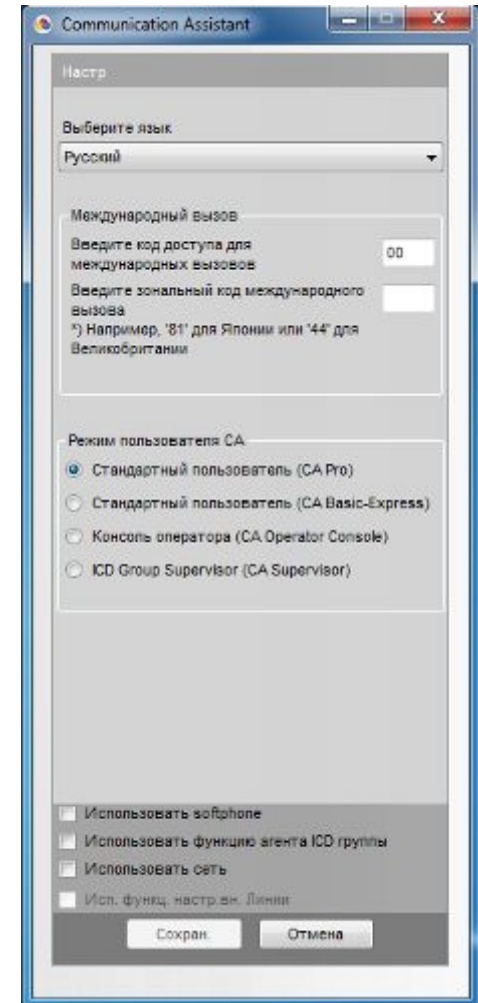 Communication Assistant
Настр
Выберите язык
Русский
Международный вызов
Введите код доступа для
международных вызовов
00
Введите зональный код международного
вызова
*) Например, '81' для Японии или '44' для
Великобритании
Режим пользователя CA
Стандартный пользователь (CA Pro)
Стандартный пользователь (CA Basic-Express)
Консоль оператора (CA Operator Console)
ICD Group Supervisor (CA Supervisor)
Использовать softphone
Использовать функцию агента ICD группы
Использовать сеть
Исп. функц. настр.вн. Линии
Сохран.
Отмена